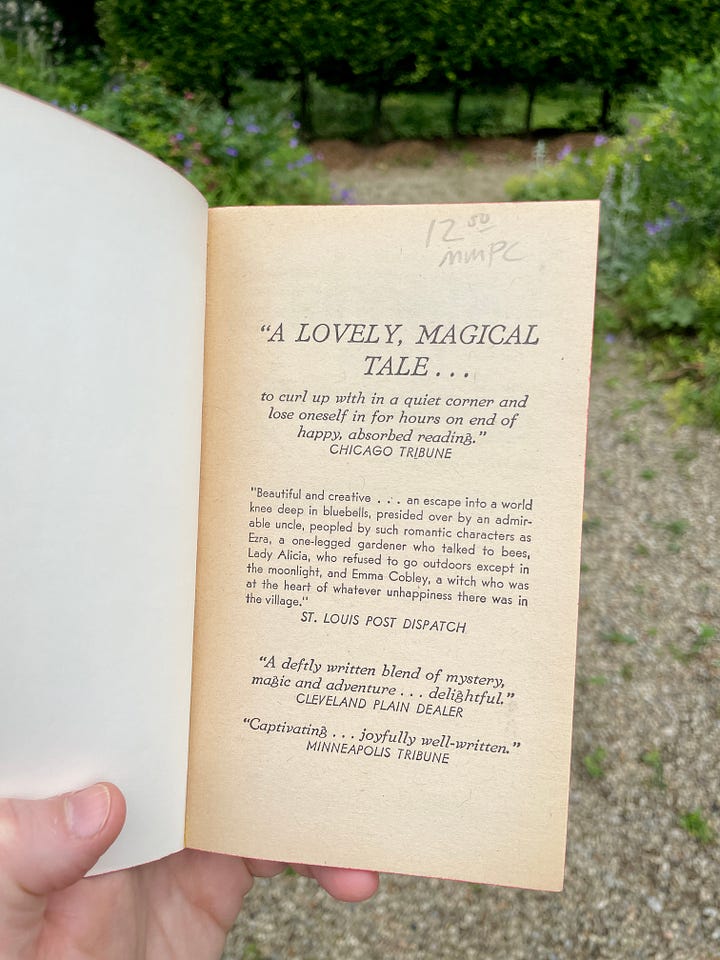 12 50
mmPC
“A LOVELY, MAGICAL
TALE . . .
to curl up with in a quiet corner and
lose oneself in for hours on end of
happy, absorbed reading.”
CHICAGO TRIBUNE
"Beautiful and creative . . . an escape into a world
knee deep in bluebells, presided over by an admir-
able uncle, peopled by such romantic characters as
Ezra, a one-legged gardener who talked to bees,
Lady Alicia, who refused to go outdoors except in
the moonlight, and Emma Cobley, a witch who was
at the heart of whatever unhappiness there was in
the village."
ST. LOUIS POST DISPATCH
“A deftly written blend of mystery,
magic and adventure . . . delightful.”
CLEVELAND PLAIN DEALER
“Captivating . . . joyfully well-written.”
MINNEAPOLIS TRIBUNE